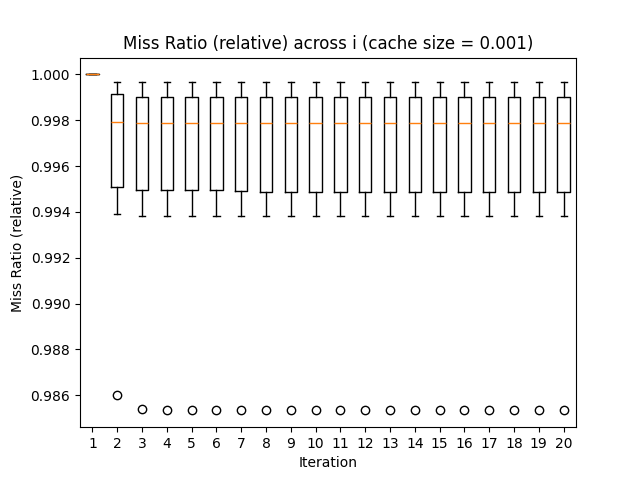 Miss Ratio (relative) across i (cache size = 0.001)
Miss Ratio (relative)
1.000
0.998
0.996
0.994
0.992
0.990
0.988
0.986
1 2 3 4 5 6 7 8 9 10 11 12 13 14 15 16 17 18 19 20
Iteration